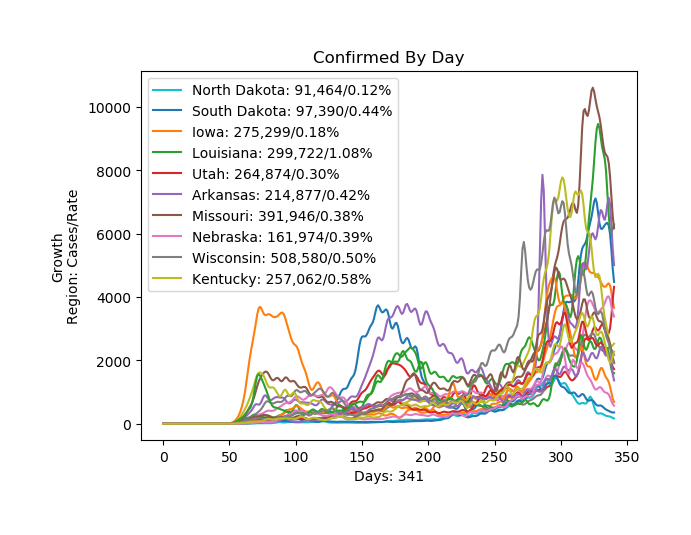 Confirmed By Day
North Dakota: 91,464/0.12%
South Dakota: 97,390/0.44%
Iowa: 275,299/0.18%
Louisiana: 299,722/1.08%
Utah: 264,874/0.30%
Arkansas: 214,877/0.42%
Missouri: 391,946/0.38%
Nebraska: 161,974/0.39%
Wisconsin: 508,580/0.50%
Kentucky: 257,062/0.58%
10000
8000
6000
4000
2000
0
Growth
Region: Cases/Rate
0 50 100 150 200 250 300 350
Days: 341